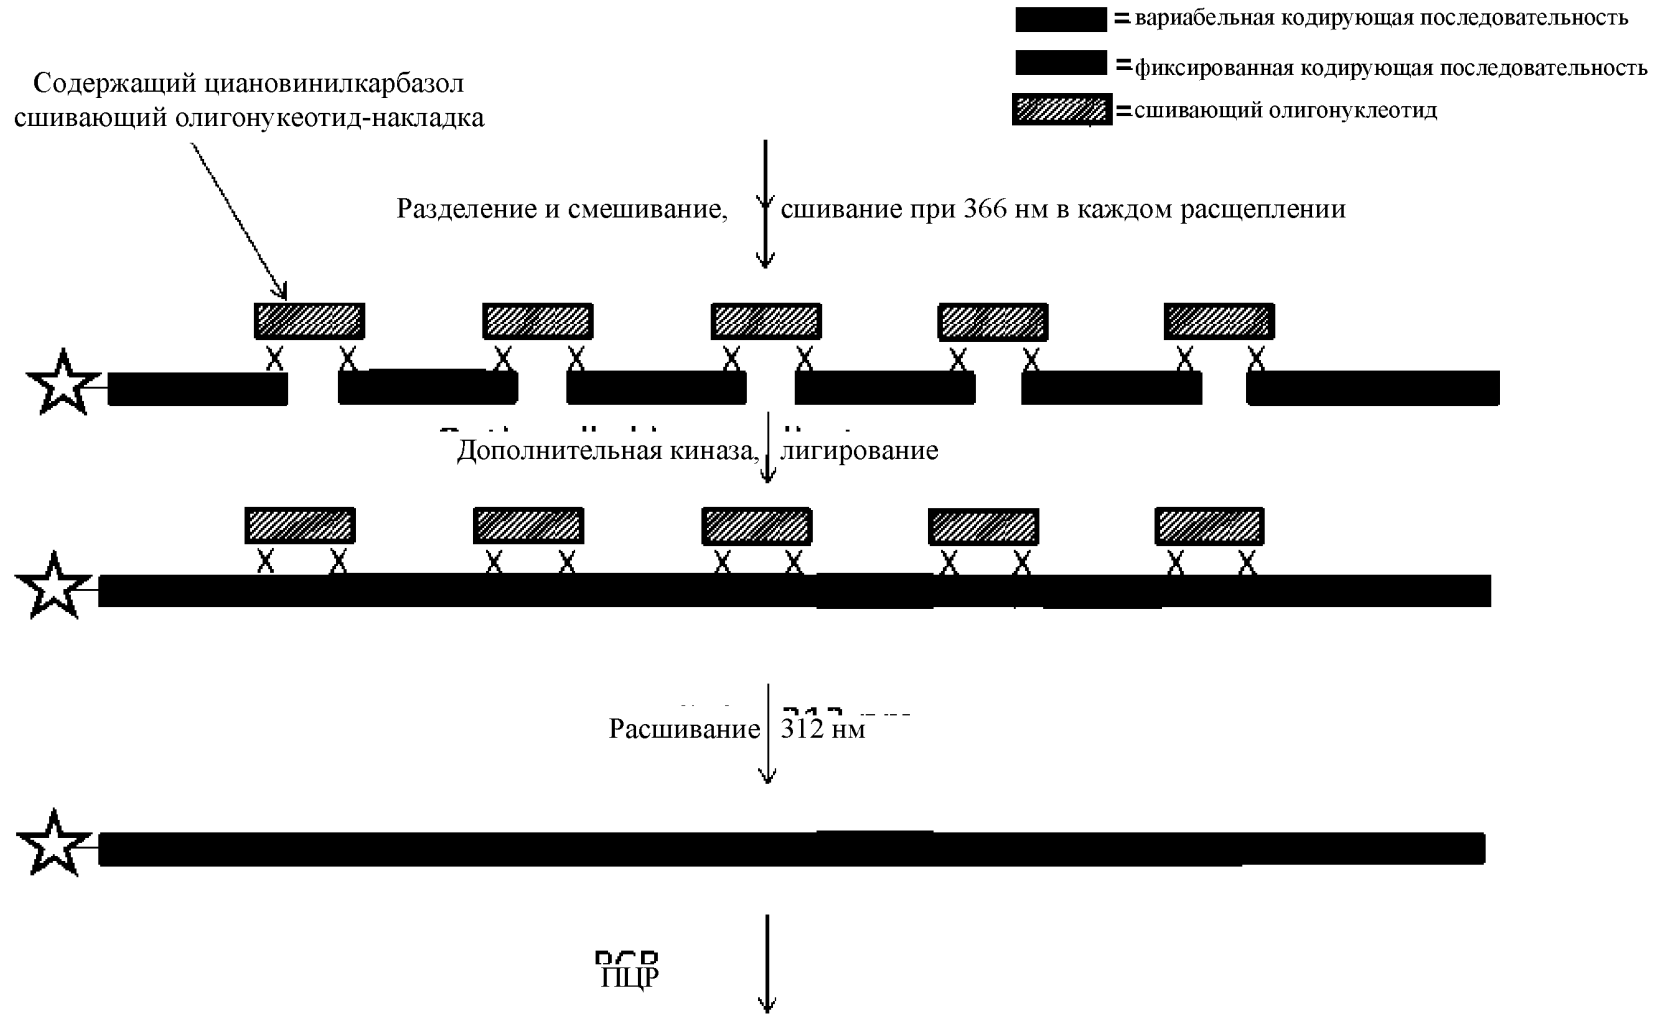 = вариабельная кодирующая последовательность
= фиксированная кодирующая последовательность
= сшивающий олигонуклеотид
Содержащий циановинилкарбазол
сшивающий олигонукеотид-накладка
Разделение и смешивание, сшивание при 366 нм в каждом расщеплении
X X X X X X X X X X
Дополнительная киназа, лигирование
X X X X X X X X X X
Расшивание 312 нм
ПЦР